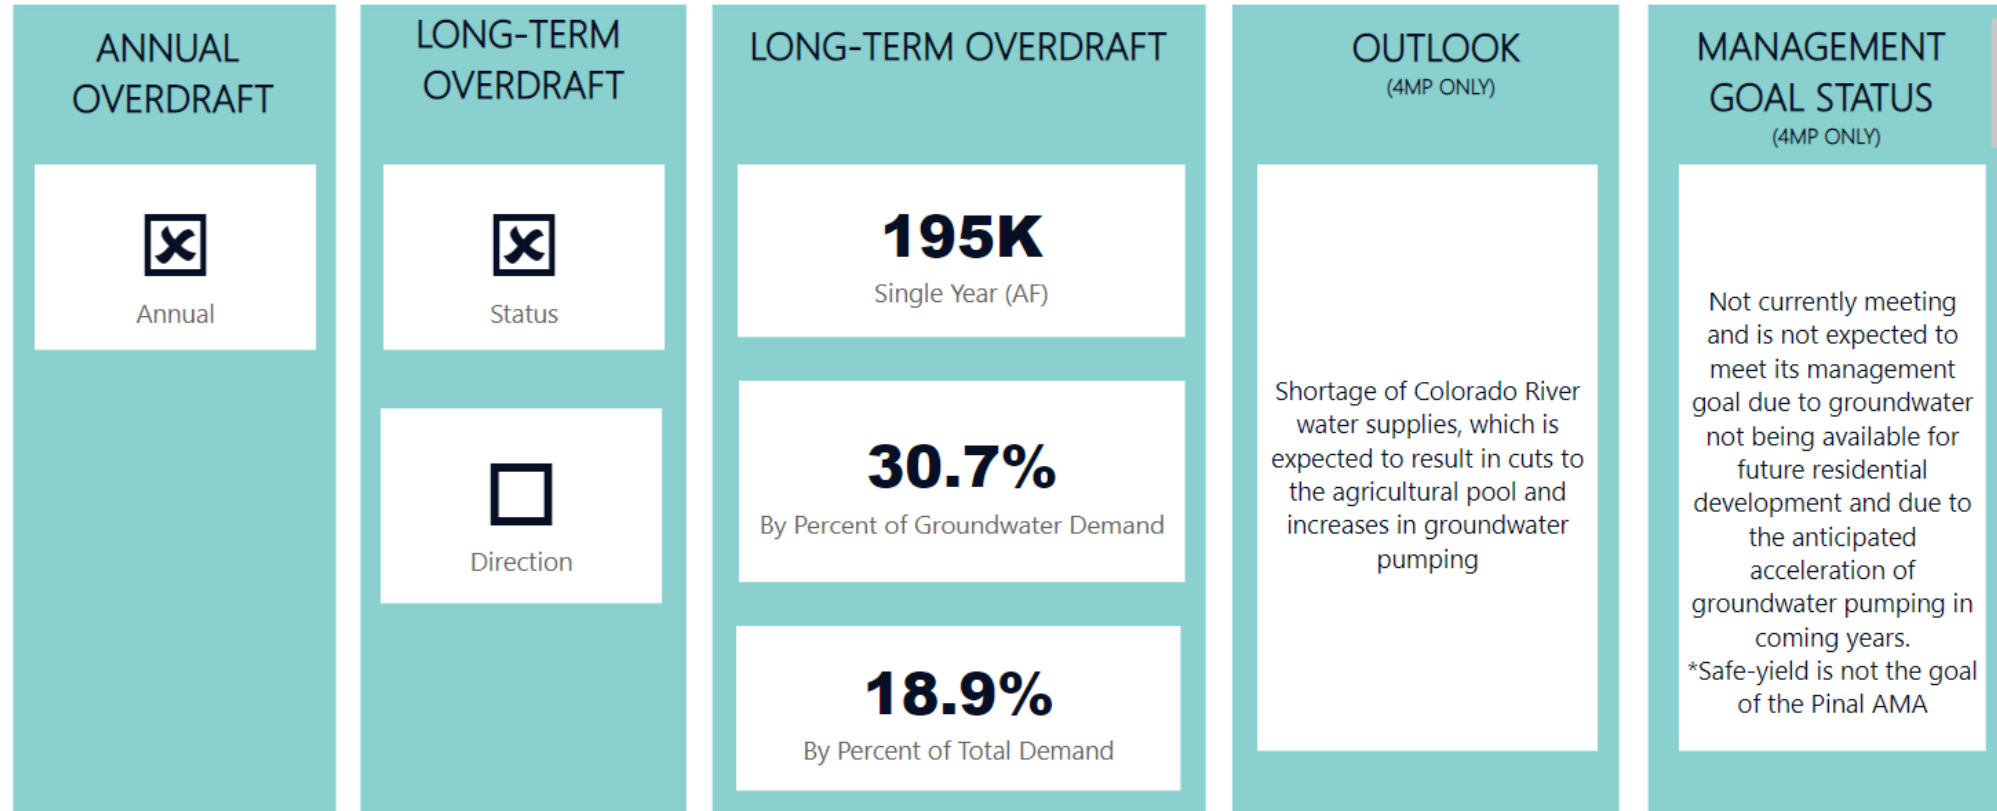 ANNUAL
OVERDRAFT
Annual
LONG-TERM
OVERDRAFT
Status
Direction
LONG-TERM OVERDRAFT
195K
Single Year (AF)
30.7%
By Percent of Groundwater Demand
18.9%
By Percent of Total Demand
OUTLOOK
(4MP ONLY)
Shortage of Colorado River
water supplies, which is
expected to result in cuts to
the agricultural pool and
increases in groundwater
pumping
MANAGEMENT
GOAL STATUS
(4MP ONLY)
Not currently meeting
and is not expected to
meet its management
goal due to groundwater
not being available for
future residential
development and due to
the anticipated
acceleration of
groundwater pumping in
coming years.
*Safe-yield is not the goal
of the Pinal AMA